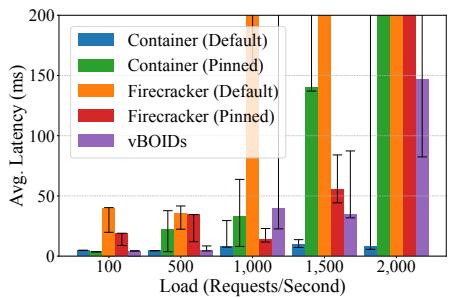 200
150
100
50
0
Avg. Latency (ms)
Container (Default)
Container (Pinned)
Firecracker (Default)
Firecracker (Pinned)
vBOIDs
100 500 1,000 1,500 2,000
Load (Requests/Second)